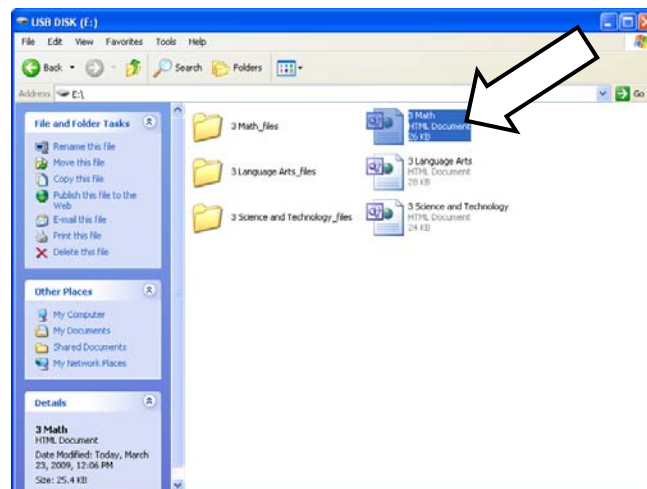 USB DISK (E:)
File Edit View Favorites Tools Help
Back Search Folders
Address E:\ Go
File and Folder Tasks
Rename this file
Move this file
Copy this file
Publish this file to the
Web
E-mail this file
Print this file
Delete this file
Other Places
My Computer
My Documents
Shared Documents
My Network Places
Details
3 Math
HTML Document
Date Modified: Today, March
23, 2009, 12:06 PM
Size: 25.4 KB
3 Math_files
3 Language Arts_files
3 Science and Technology_files
3 Math
HTML Document
26 KB
3 Language Arts
HTML Document
28 KB
3 Science and Technology
HTML Document
24 KB